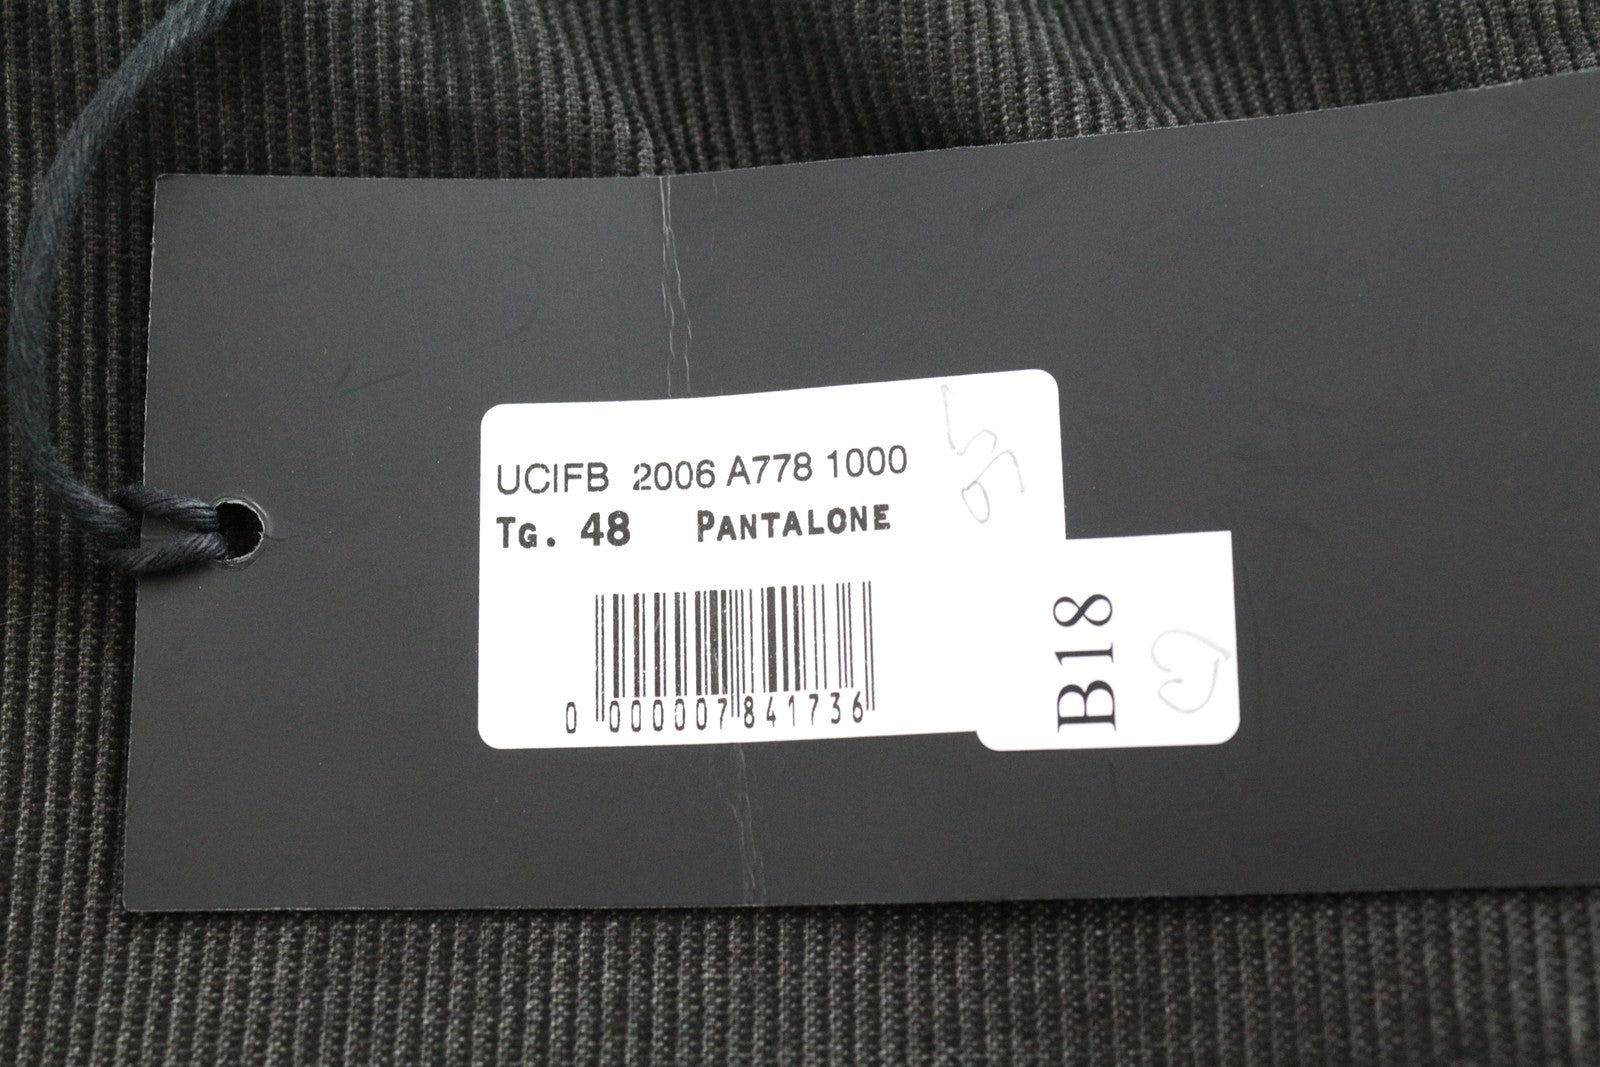 UCIFB 2006 A778 1000
TG. 48 PANTALONE
0 000007 841736
B18